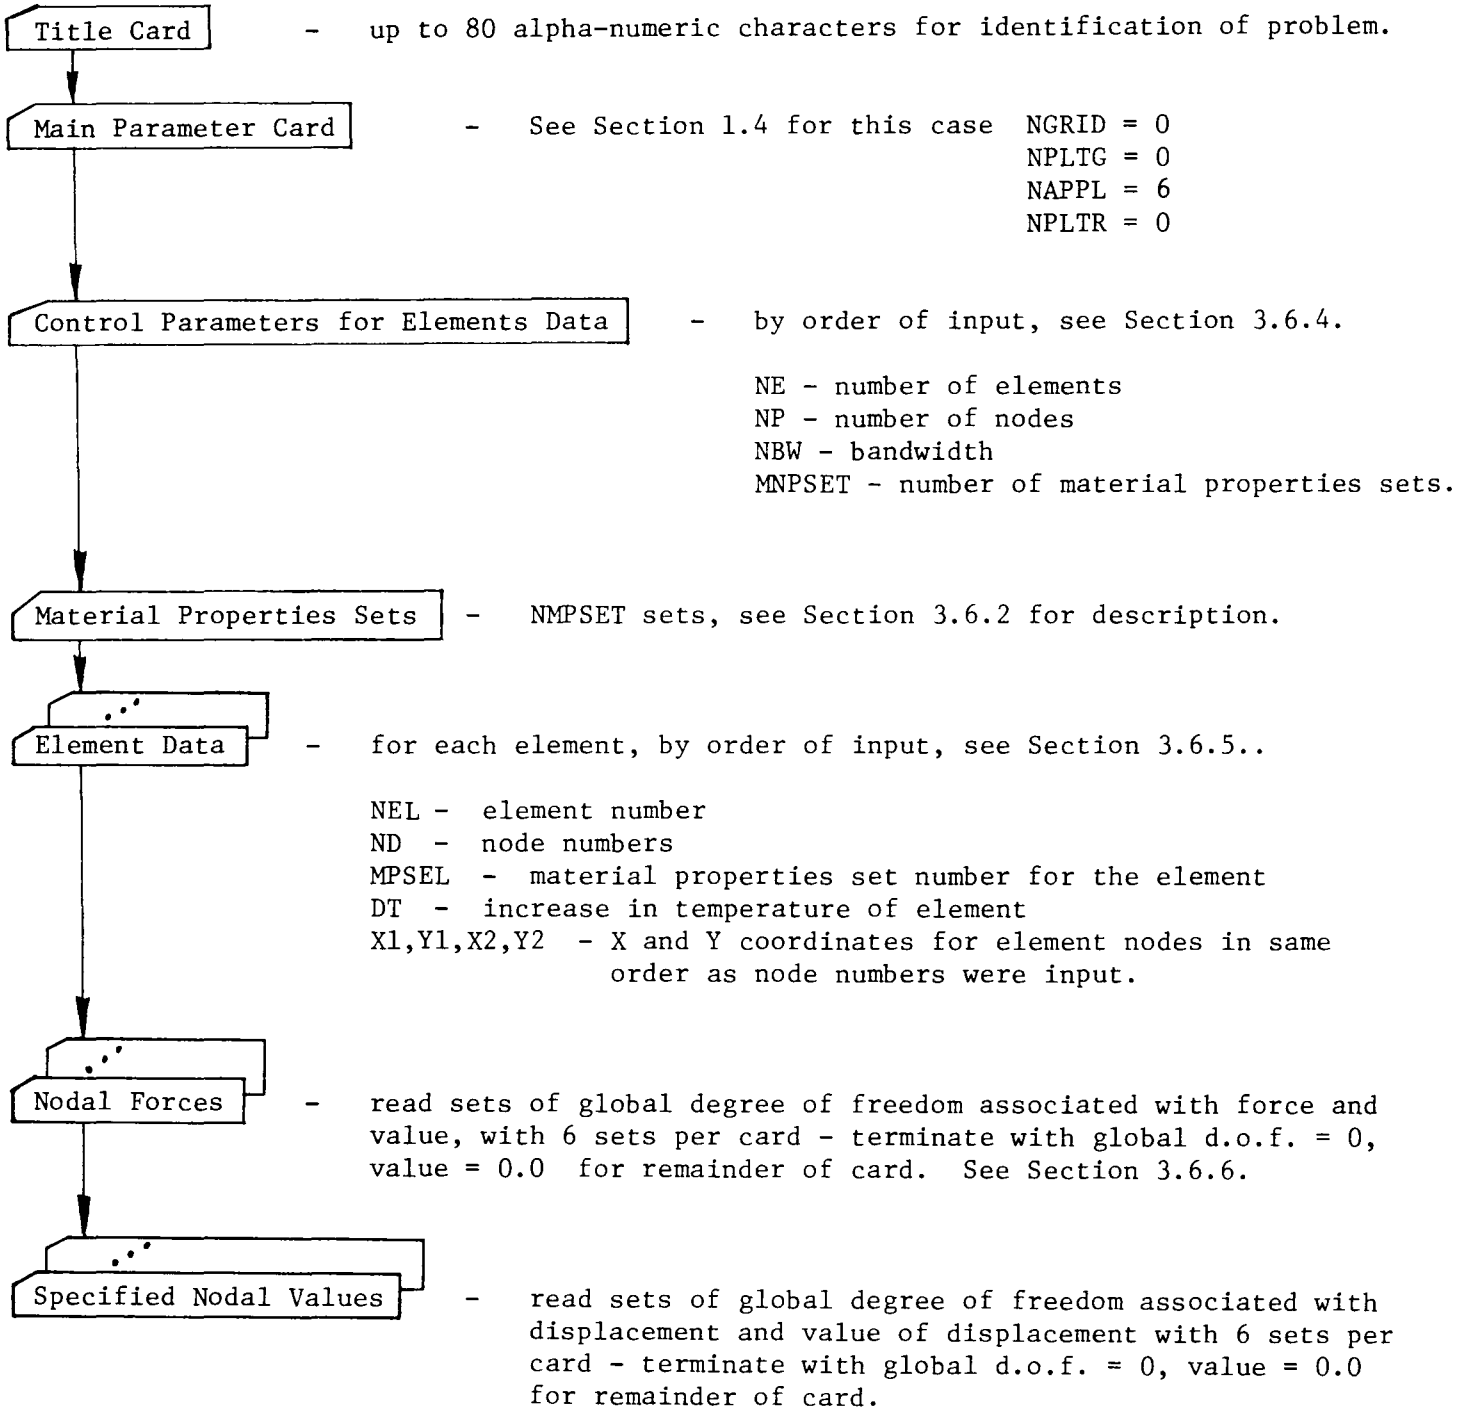 Title Card - up to 80 alpha-numeric characters for identification of problem.
Main Parameter Card - See Section 1.4 for this case NGRID = 0
NPLTG = 0
NAPPL = 6
NPLTR = 0
Control Parameters for Elements Data - by order of input, see Section 3.6.4.
NE - number of elements
NP - number of nodes
NBW - bandwidth
MNPSET - number of material properties sets.
Material Properties Sets - NMPSET sets, see Section 3.6.2 for description.
Element Data - for each element, by order of input, see Section 3.6.5..
NEL - element number
ND - node numbers
MPSEL - material properties set number for the element
DT - increase in temperature of element
X1,Y1,X2,Y2 - X and Y coordinates for element nodes in same
order as node numbers were input.
Nodal Forces - read sets of global degree of freedom associated with force and
value, with 6 sets per card - terminate with global d.o.f. = 0,
value = 0.0 for remainder of card. See Section 3.6.6.
Specified Nodal Values - read sets of global degree of freedom associated with
displacement and value of displacement with 6 sets per
card - terminate with global d.o.f. = 0, value = 0.0
for remainder of card.